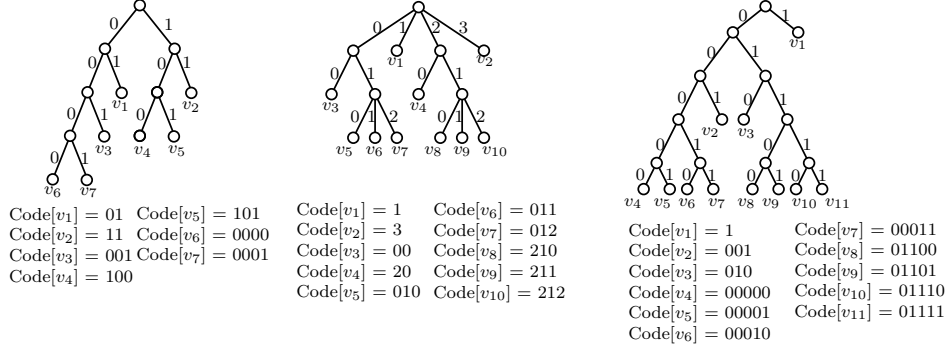 0 1
0 1 0 1
0 1 v₁ 0 1 v₂
0 1 v₃ v₄ v₅
v₆ v₇
Code[v₁] = 01 Code[v₅] = 101
Code[v₂] = 11 Code[v₆] = 0000
Code[v₃] = 001 Code[v₇] = 0001
Code[v₄] = 100
0 1 2 3
0 1 v₁ 0 1 v₂
v₃ 0 1 2 v₄ 0 1 2
v₅ v₆ v₇ v₈ v₉ v₁₀
Code[v₁] = 1 Code[v₆] = 011
Code[v₂] = 3 Code[v₇] = 012
Code[v₃] = 00 Code[v₈] = 210
Code[v₄] = 20 Code[v₉] = 211
Code[v₅] = 010 Code[v₁₀] = 212
0 1
0 1 v₁
0 1 0 1
0 1 v₂ v₃ 0 1
0 1 0 1 0 1 0 1
v₄ v₅ v₆ v₇ v₈ v₉ v₁₀ v₁₁
Code[v₁] = 1 Code[v₇] = 00011
Code[v₂] = 001 Code[v₈] = 01100
Code[v₃] = 010 Code[v₉] = 01101
Code[v₄] = 00000 Code[v₁₀] = 01110
Code[v₅] = 00001 Code[v₁₁] = 01111
Code[v₆] = 00010